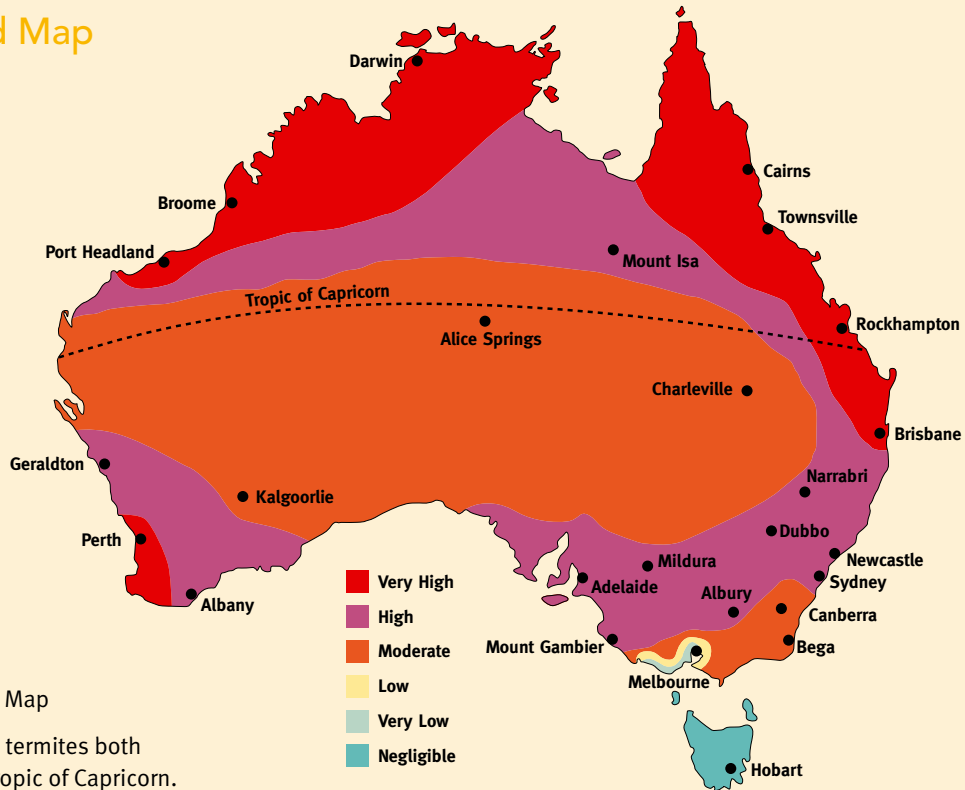 d Map
Darwin
Cairns
Broome
Townsville
Port Headland
Mount Isa
Tropic of Capricorn
Rockhampton
Alice Springs
Charleville
Brisbane
Geraldton
Narrabri
Kalgoorlie
Dubbo
Perth
Newcastle
Mildura
Sydney
Very High
Adelaide
Albury
Albany
High
Canberra
Mount Gambier
Bega
Moderate
Melbourne
Low
Map
Very Low
termites both
Negligible
Hobart
ropic of Capricorn.